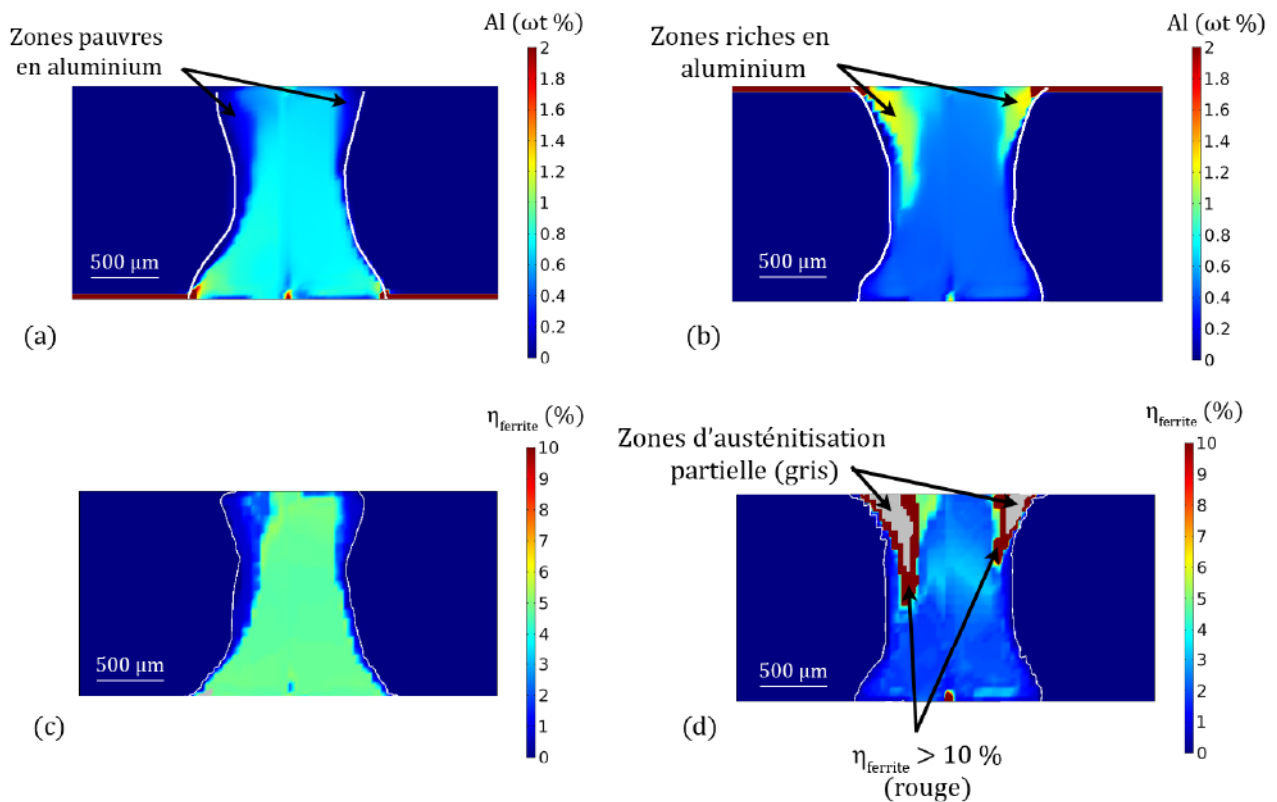 Al (ωt %)
Zones pauvres
en aluminium
2
1.8
1.6
1.4
1.2
1
0.8
0.6
0.4
0.2
0
500 μm
(a)
Al (ωt %)
Zones riches en
aluminium
2
1.8
1.6
1.4
1.2
1
0.8
0.6
0.4
0.2
0
500 μm
(b)
ηferrite (%)
10
9
8
7
6
5
4
3
2
1
0
500 μm
(c)
ηferrite (%)
Zones d'austénitisation
partielle (gris)
10
9
8
7
6
5
4
3
2
1
0
500 μm
(d)
ηferrite > 10 %
(rouge)